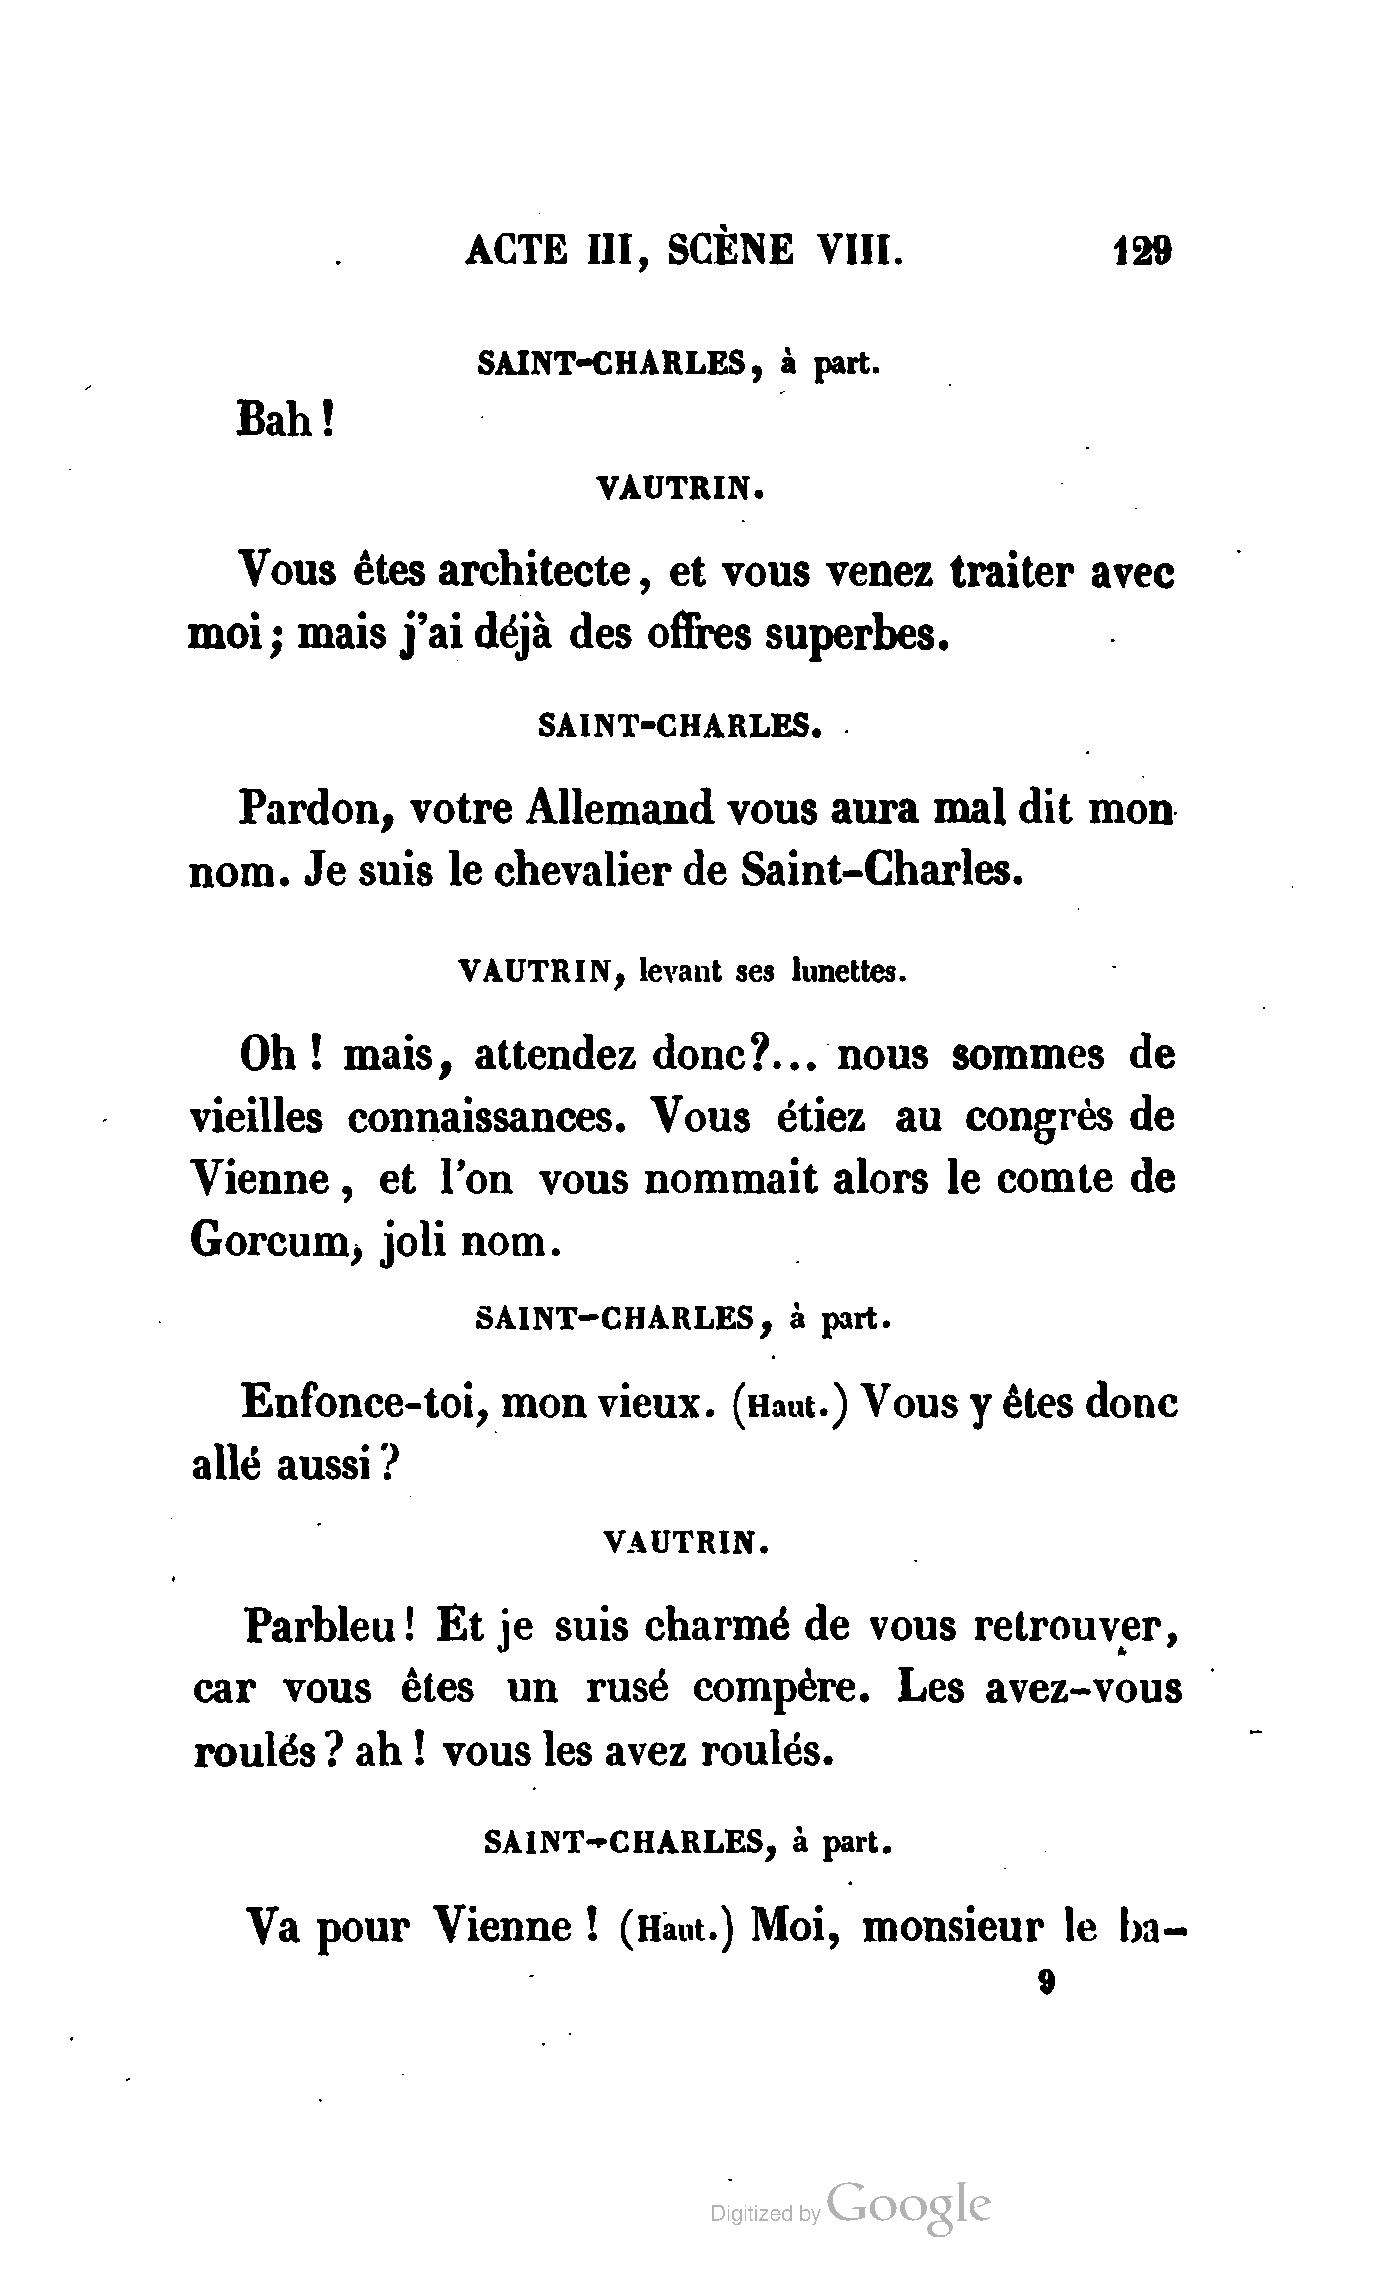 ACTE III, SCÈNE VIII. 129
SAINT-CHARLES, à part.
Bah !
VAUTRIN.
Vous êtes architecte, et vous venez traiter avec
moi ; mais j'ai déjà des offres superbes.
SAINT-CHARLES.
Pardon, votre Allemand vous aura mal dit mon
nom. Je suis le chevalier de Saint-Charles.
VAUTRIN, levant ses lunettes.
Oh ! mais, attendez donc?... nous sommes de
vieilles connaissances. Vous étiez au congrès de
Vienne, et l'on vous nommait alors le comte de
Gorcum, joli nom.
SAINT-CHARLES, à part.
Enfonce-toi, mon vieux. (Haut.) Vous y êtes donc
allé aussi ?
VAUTRIN.
Parbleu ! Et je suis charmé de vous retrouver,
car vous êtes un rusé compère. Les avez-vous
roulés ? ah ! vous les avez roulés.
SAINT-CHARLES, à part.
Va pour Vienne ! (Haut.) Moi, monsieur le ba-
9
Digitized by Google